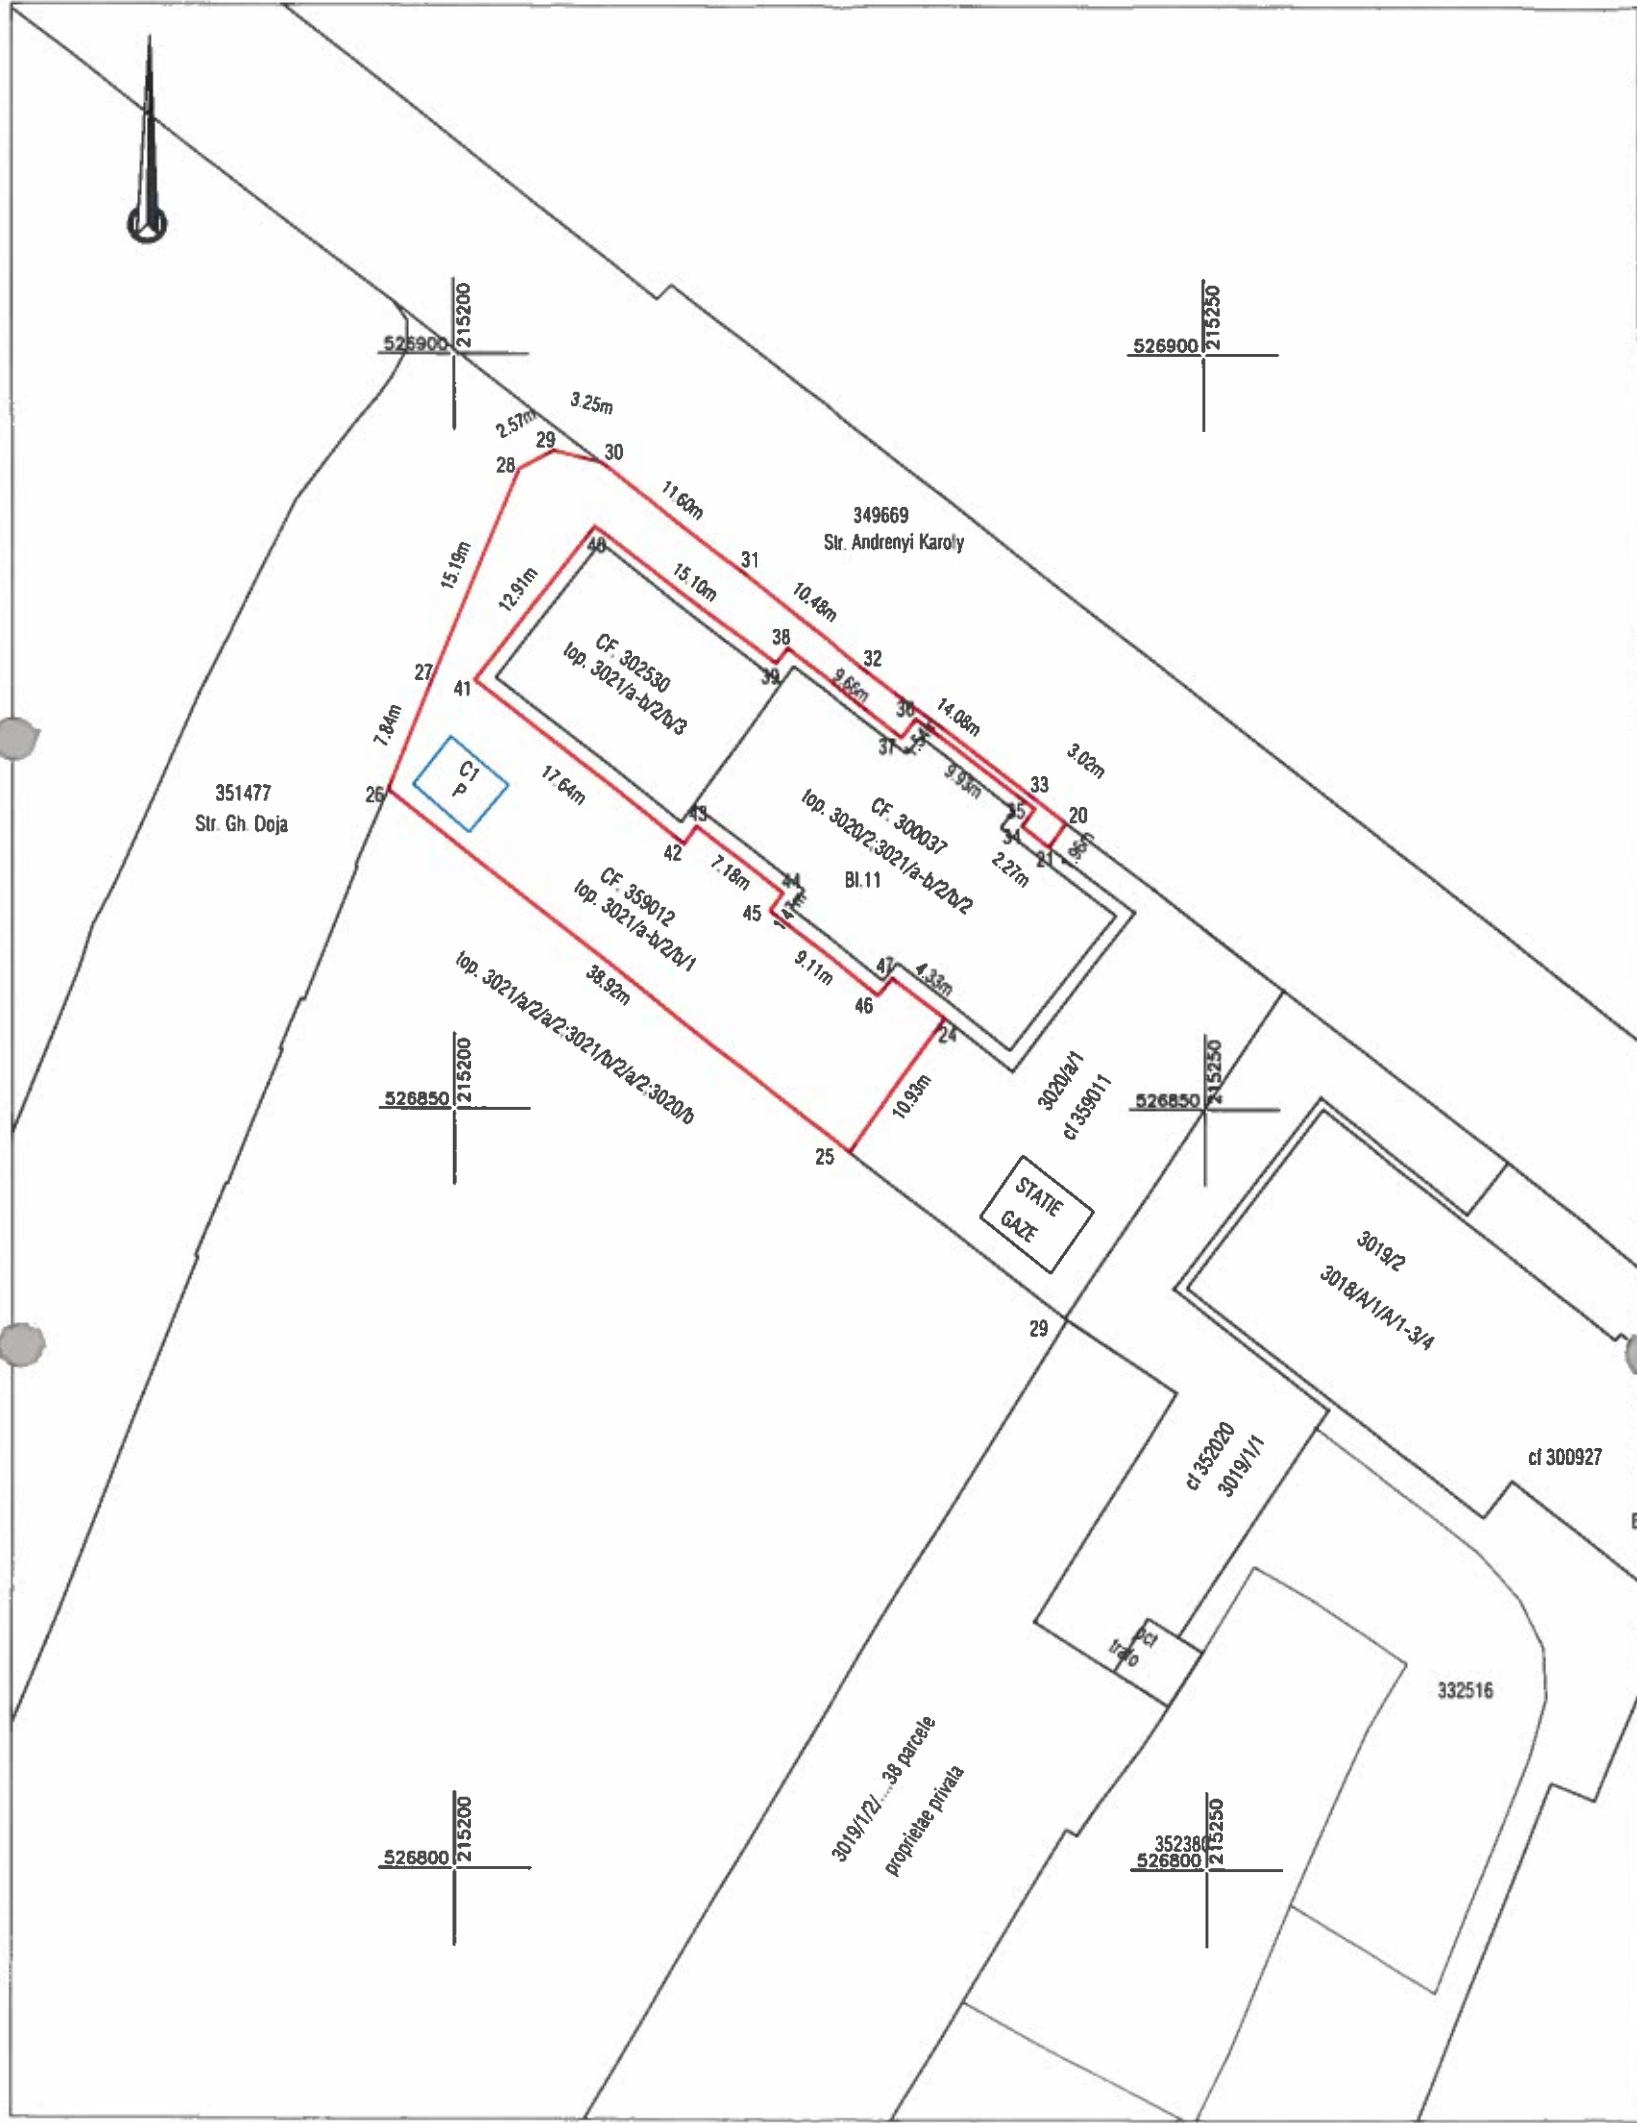 215200
526900
215250
526900
3.25m
2.57m
29
30
28
11.60m
349669
Str. Andrenyi Karoly
31
15.19m
12.91m
40
15.10m
10.48m
38
32
39
CF. 302530
top. 3021/a-b/2/b/3
27
41
9.66m
36
14.08m
37
3.02m
7.84m
33
20
C1
P
17.64m
9.93m
35
34
21
2.27m
26
351477
Str. Gh. Doja
CF. 300037
top. 3020/2;3021/a-b/2/b/2
Bl.11
43
42
7.18m
44
45
1.47m
CF. 359012
top. 3021/a-b/2/b/1
9.11m
47
46
4.33m
24
38.92m
top. 3021/a/2/a/2;3021/b/2/a/2;3020/b
10.93m
25
3020/a/1
cf 359011
215200
526850
215250
526850
STATIE
GAZE
29
3019/2
3018/A/1/A/1-3/4
cf 352020
3019/1/1
cf 300927
pct
trafo
332516
3019/1/2/....38 parcele
proprietae privata
215200
526800
215250
526800